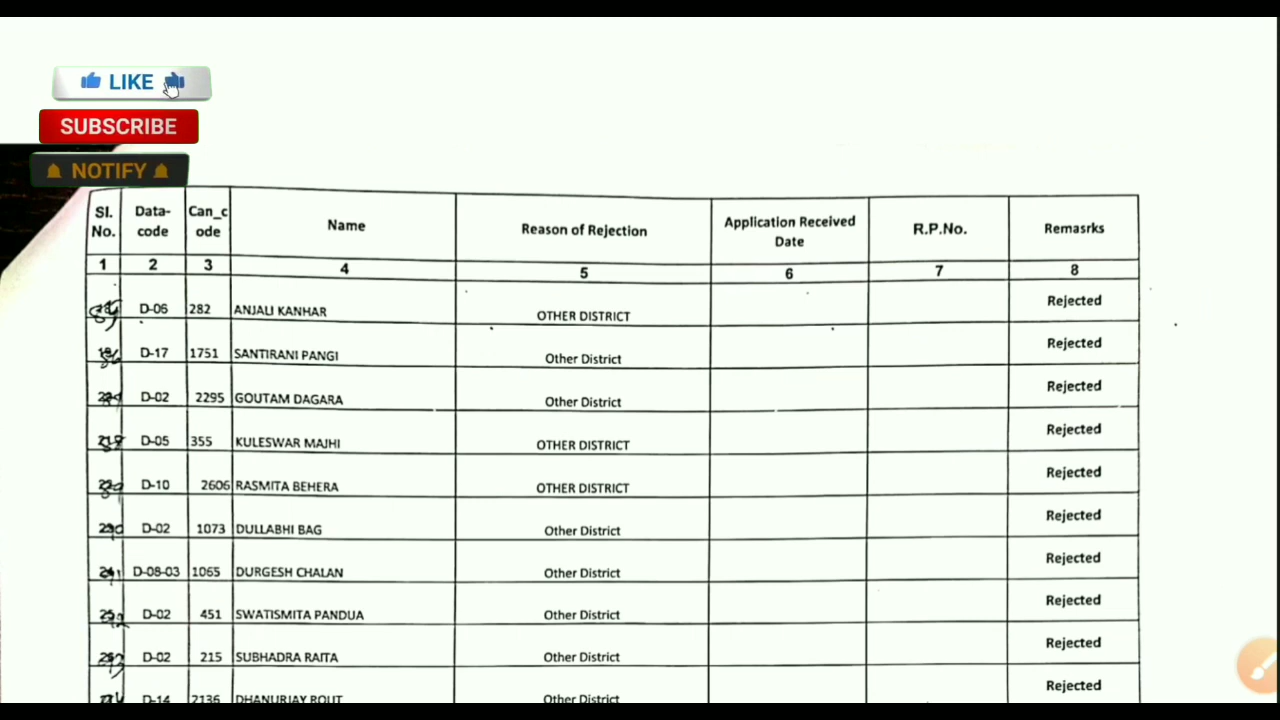 LIKE
SUBSCRIBE
NOTIFY
Sl. No. Data-code Can_code Name Reason of Rejection Application Received Date R.P.No. Remasrks
1 2 3 4 5 6 7 8
D-06 282 ANJALI KANHAR OTHER DISTRICT Rejected
D-17 1751 SANTIRANI PANGI Other District Rejected
D-02 2295 GOUTAM DAGARA Other District Rejected
D-05 355 KULESWAR MAJHI OTHER DISTRICT Rejected
D-10 2606 RASMITA BEHERA OTHER DISTRICT Rejected
D-02 1073 DULLABHI BAG Other District Rejected
D-08-03 1065 DURGESH CHALAN Other District Rejected
D-02 451 SWATISMITA PANDUA Other District Rejected
D-02 215 SUBHADRA RAITA Other District Rejected
D-14 2136 DHANURJAY ROUT Other District Rejected